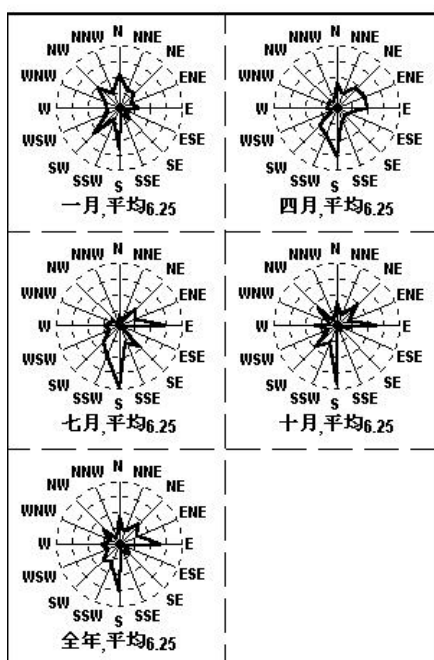 N
NNW NNE
NW NE
WNW ENE
W E
WSW ESE
SW SE
SSW SSE
S
一月,平均6.25
N
NNW NNE
NW NE
WNW ENE
W E
WSW ESE
SW SE
SSW SSE
S
四月,平均6.25
N
NNW NNE
NW NE
WNW ENE
W E
WSW ESE
SW SE
SSW SSE
S
七月,平均6.25
N
NNW NNE
NW NE
WNW ENE
W E
WSW ESE
SW SE
SSW SSE
S
十月,平均6.25
N
NNW NNE
NW NE
WNW ENE
W E
WSW ESE
SW SE
SSW SSE
S
全年,平均6.25